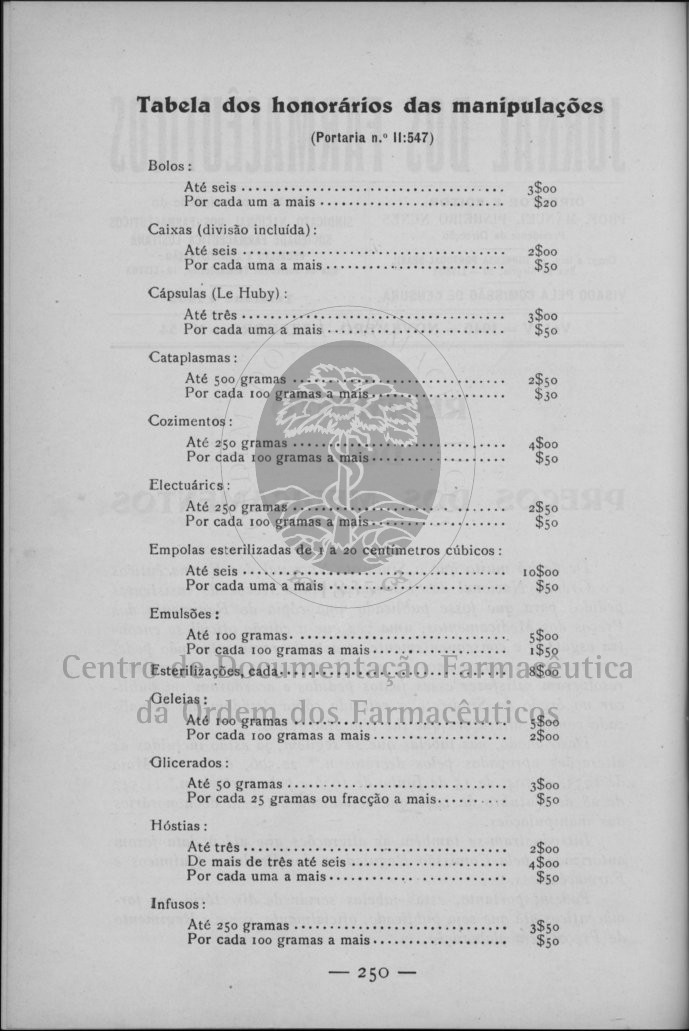 Tabela dos honorários das manipulações
(Portaria n.º 11:547)
Bolos :
Até seis .................................... 3$00
Por cada um a mais .......................... $20
Caixas (divisão incluída) :
Até seis .................................... 2$00
Por cada uma a mais ......................... $50
Cápsulas (Le Huby) :
Até três .................................... 3$00
Por cada uma a mais ......................... $50
Cataplasmas :
Até 500 gramas .............................. 2$50
Por cada 100 gramas a mais .................. $30
Cozimentos :
Até 250 gramas .............................. 4$00
Por cada 100 gramas a mais .................. $50
Electuários :
Até 250 gramas .............................. 2$50
Por cada 100 gramas a mais .................. $50
Empolas esterilizadas de 1 a 20 centímetros cúbicos :
Até seis .................................... 10$00
Por cada uma a mais ......................... $50
Emulsões :
Até 100 gramas .............................. 5$00
Por cada 100 gramas a mais .................. 1$50
Centro de Documentação Farmacêutica
Esterilizações, cada ........................ 8$00
Geleias :
da Ordem dos Farmacêuticos
Até 100 gramas .............................. 5$00
Por cada 100 gramas a mais .................. 2$00
Glicerados :
Até 50 gramas ............................... 3$00
Por cada 25 gramas ou fracção a mais ........ $50
Hóstias :
Até três .................................... 2$00
De mais de três até seis .................... 4$00
Por cada uma a mais ......................... $50
Infusos :
Até 250 gramas .............................. 3$50
Por cada 100 gramas a mais .................. $50
— 250 —